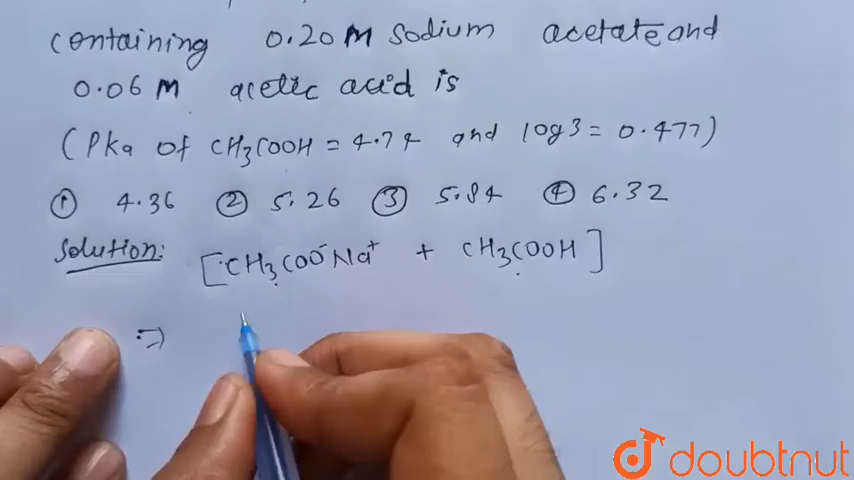 containing 0.20 M sodium acetate and
0.06 M acetic acid is
(Pka of CH3COOH = 4.74 and log3 = 0.477)
① 4.36 ② 5.26 ③ 5.84 ④ 6.32
Solution: [CH3COO⁻Na⁺ + CH3COOH]
⇒
doubtnut